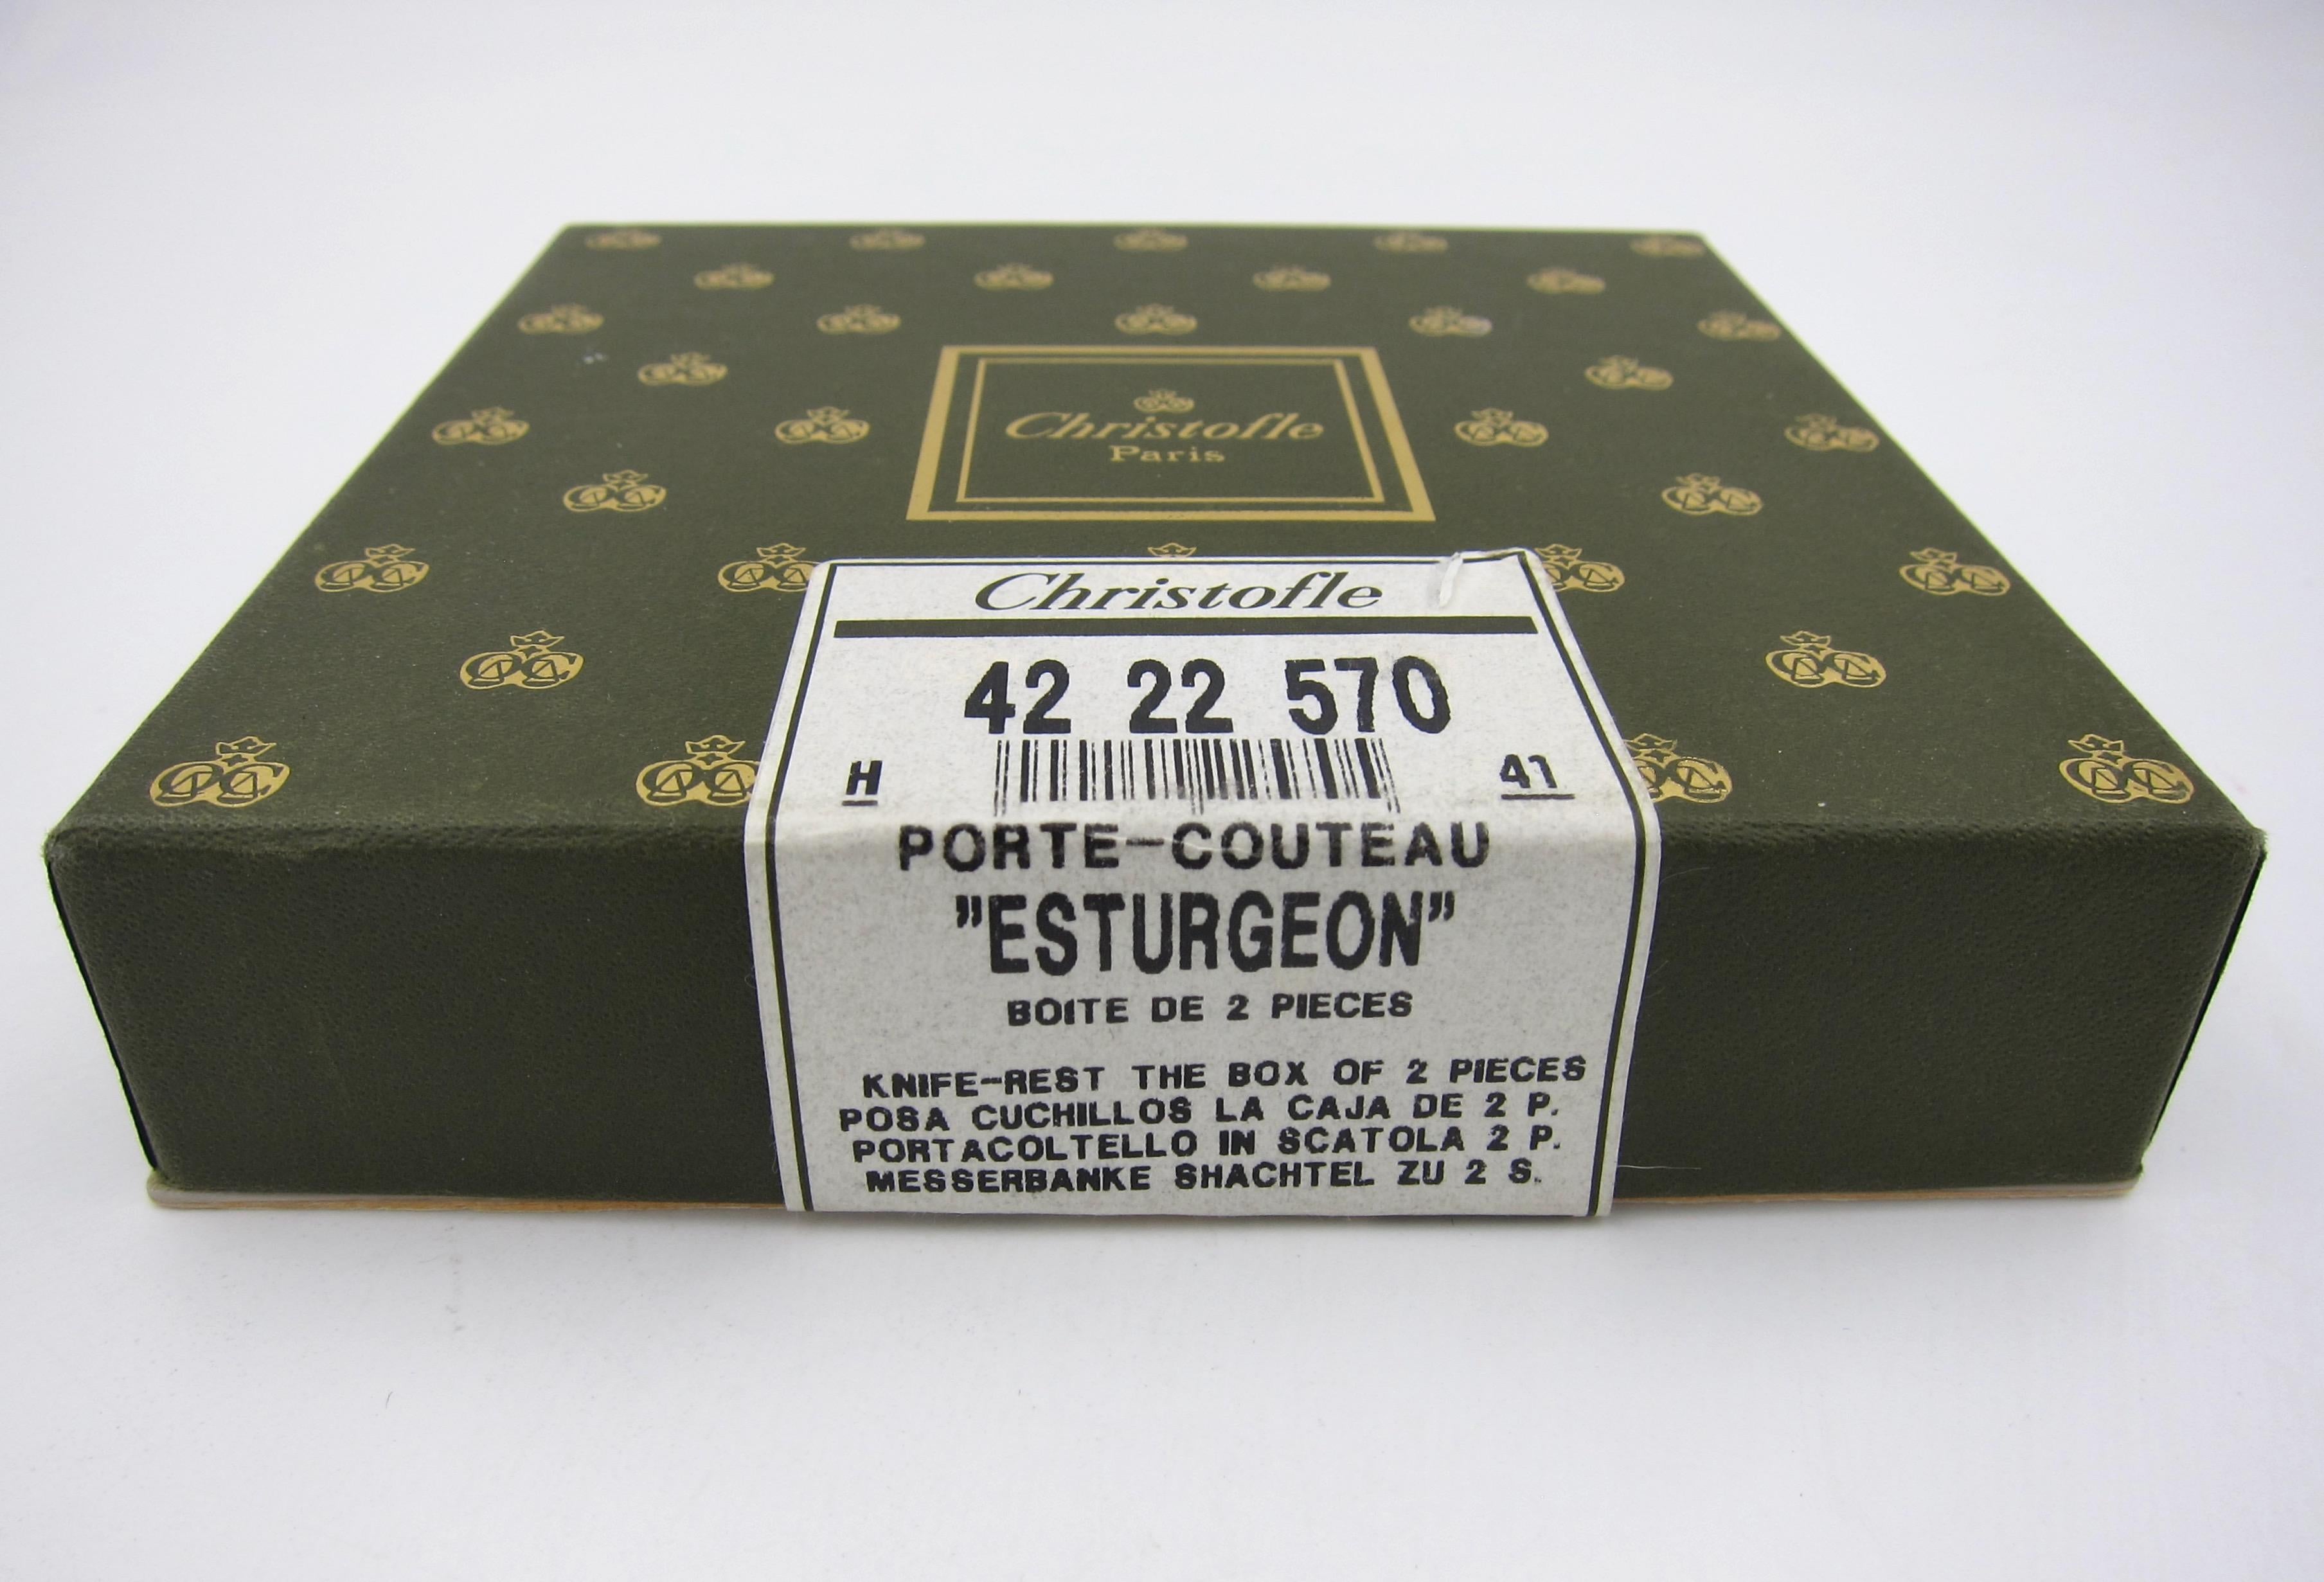 Christofle
Paris
Christofle
42 22 570
H 41
PORTE-COUTEAU
"ESTURGEON"
BOITE DE 2 PIECES
KNIFE-REST THE BOX OF 2 PIECES
POSA CUCHILLOS LA CAJA DE 2 P.
PORTACOLTELLO IN SCATOLA 2 P.
MESSERBANKE SHACHTEL ZU 2 S.